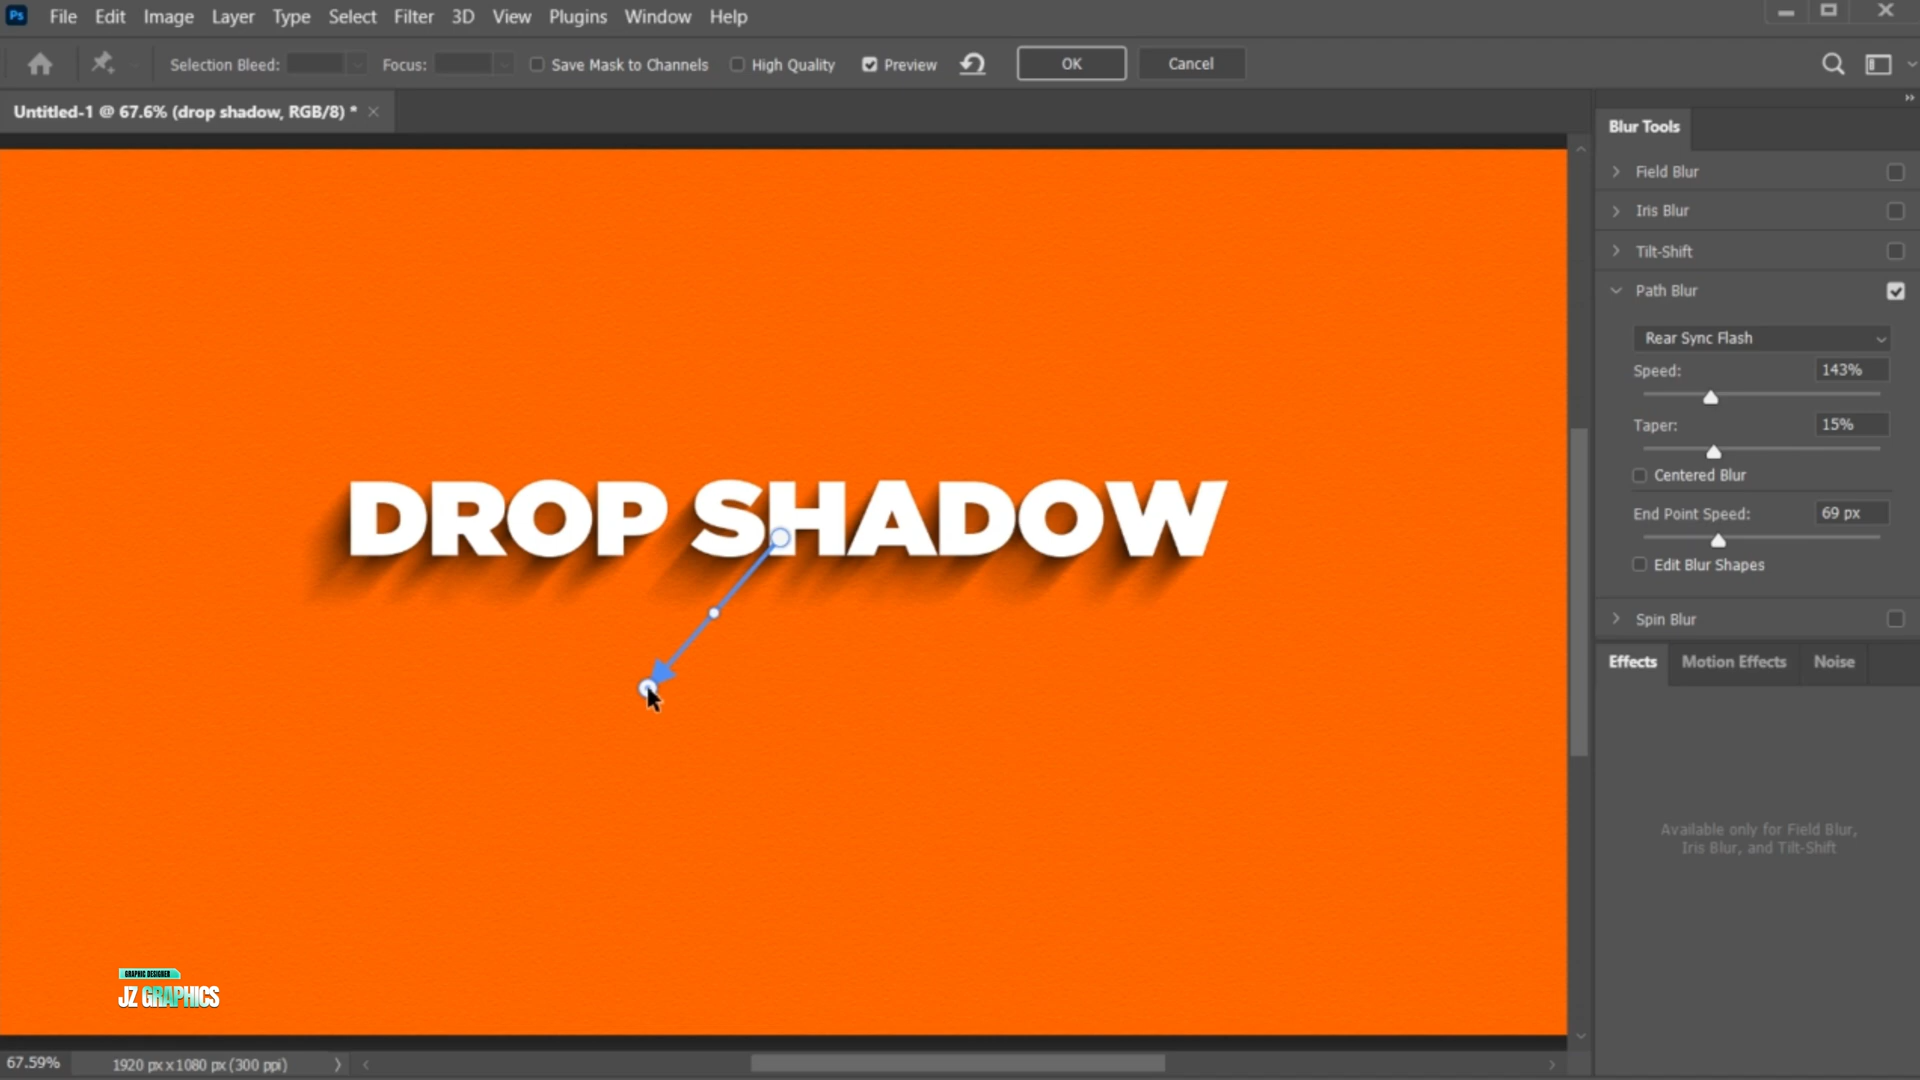 Ps File Edit Image Layer Type Select Filter 3D View Plugins Window Help
Selection Bleed: Focus: Save Mask to Channels High Quality Preview OK Cancel
Untitled-1 @ 67.6% (drop shadow, RGB/8) * ×
Blur Tools
Field Blur
Iris Blur
Tilt-Shift
Path Blur
Rear Sync Flash
Speed: 143%
Taper: 15%
Centered Blur
End Point Speed: 69 px
Edit Blur Shapes
Spin Blur
Effects Motion Effects Noise
Available only for Field Blur,
Iris Blur, and Tilt-Shift
DROP SHADOW
GRAPHIC DESIGNER
JZ GRAPHICS
67.59% 1920 px x 1080 px (300 ppi)